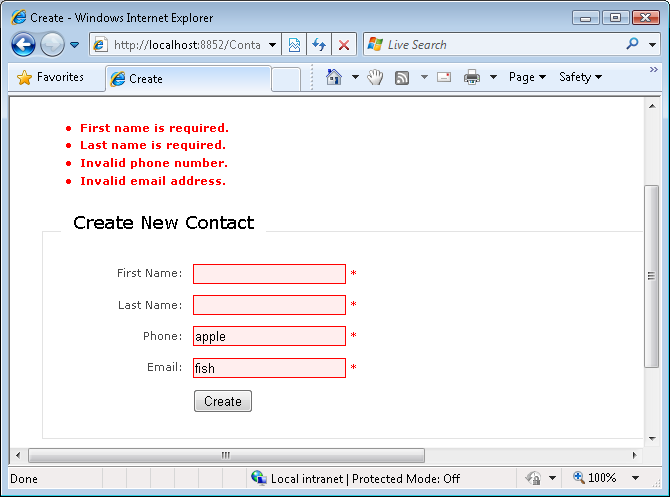 Create - Windows Internet Explorer
http://localhost:8852/Conta
Live Search
Favorites
Create
Page
Safety
»
• First name is required.
• Last name is required.
• Invalid phone number.
• Invalid email address.
Create New Contact
First Name: *
Last Name: *
Phone: apple *
Email: fish *
Create
Done
Local intranet | Protected Mode: Off
100%